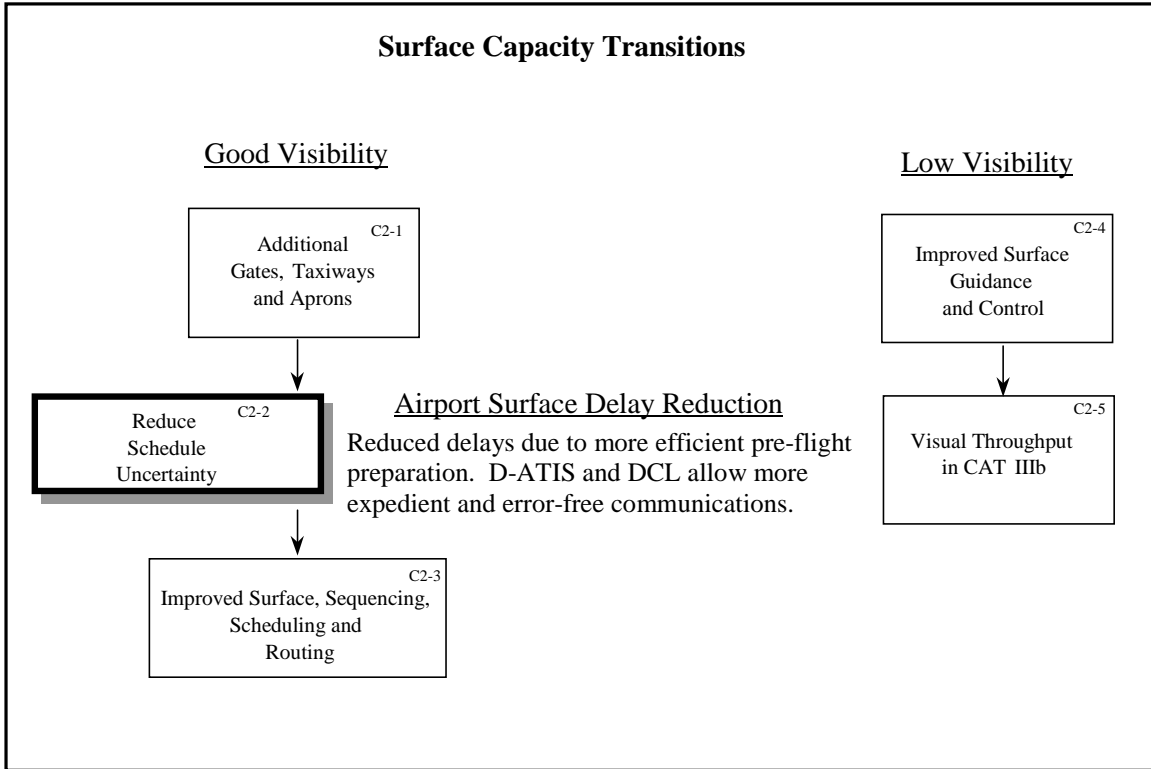 Surface Capacity Transitions
Good Visibility
C2-1
Additional
Gates, Taxiways
and Aprons
C2-2
Reduce
Schedule
Uncertainty
C2-3
Improved Surface, Sequencing,
Scheduling and
Routing
Airport Surface Delay Reduction
Reduced delays due to more efficient pre-flight
preparation.  D-ATIS and DCL allow more
expedient and error-free communications.
Low Visibility
C2-4
Improved Surface
Guidance
and Control
C2-5
Visual Throughput
in CAT IIIb